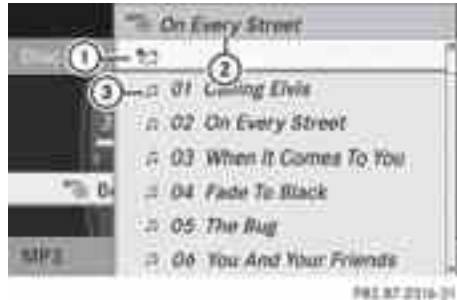 On Every Street
1
2
3
01 Calling Elvis
02 On Every Street
03 When It Comes To You
04 Fade To Black
05 The Bug
06 You And Your Friends
MP3
P82.87-2316-31